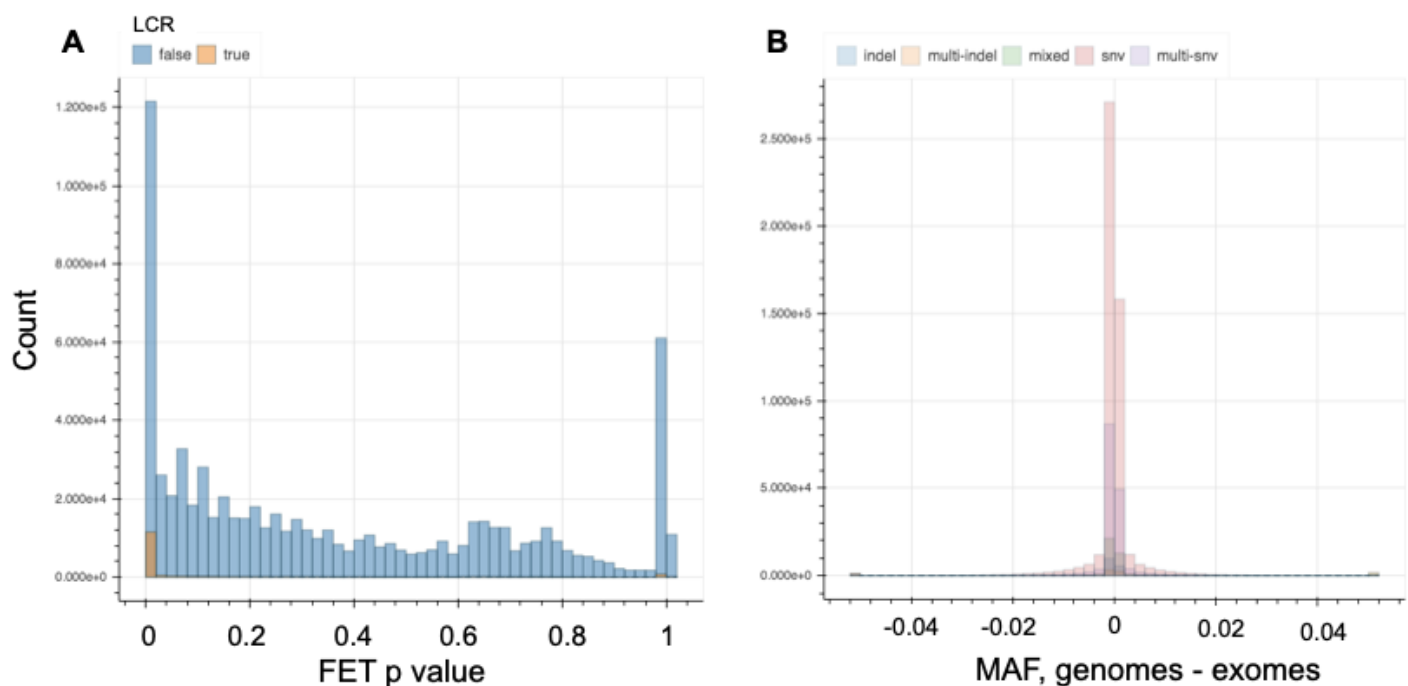 A
LCR
false true
1.200e+5
1.000e+5
8.000e+4
6.000e+4
4.000e+4
2.000e+4
0.000e+0
Count
0 0.2 0.4 0.6 0.8 1
FET p value
B
indel multi-indel mixed snv multi-snv
2.500e+5
2.000e+5
1.500e+5
1.000e+5
5.000e+4
0.000e+0
-0.04 -0.02 0 0.02 0.04
MAF, genomes - exomes